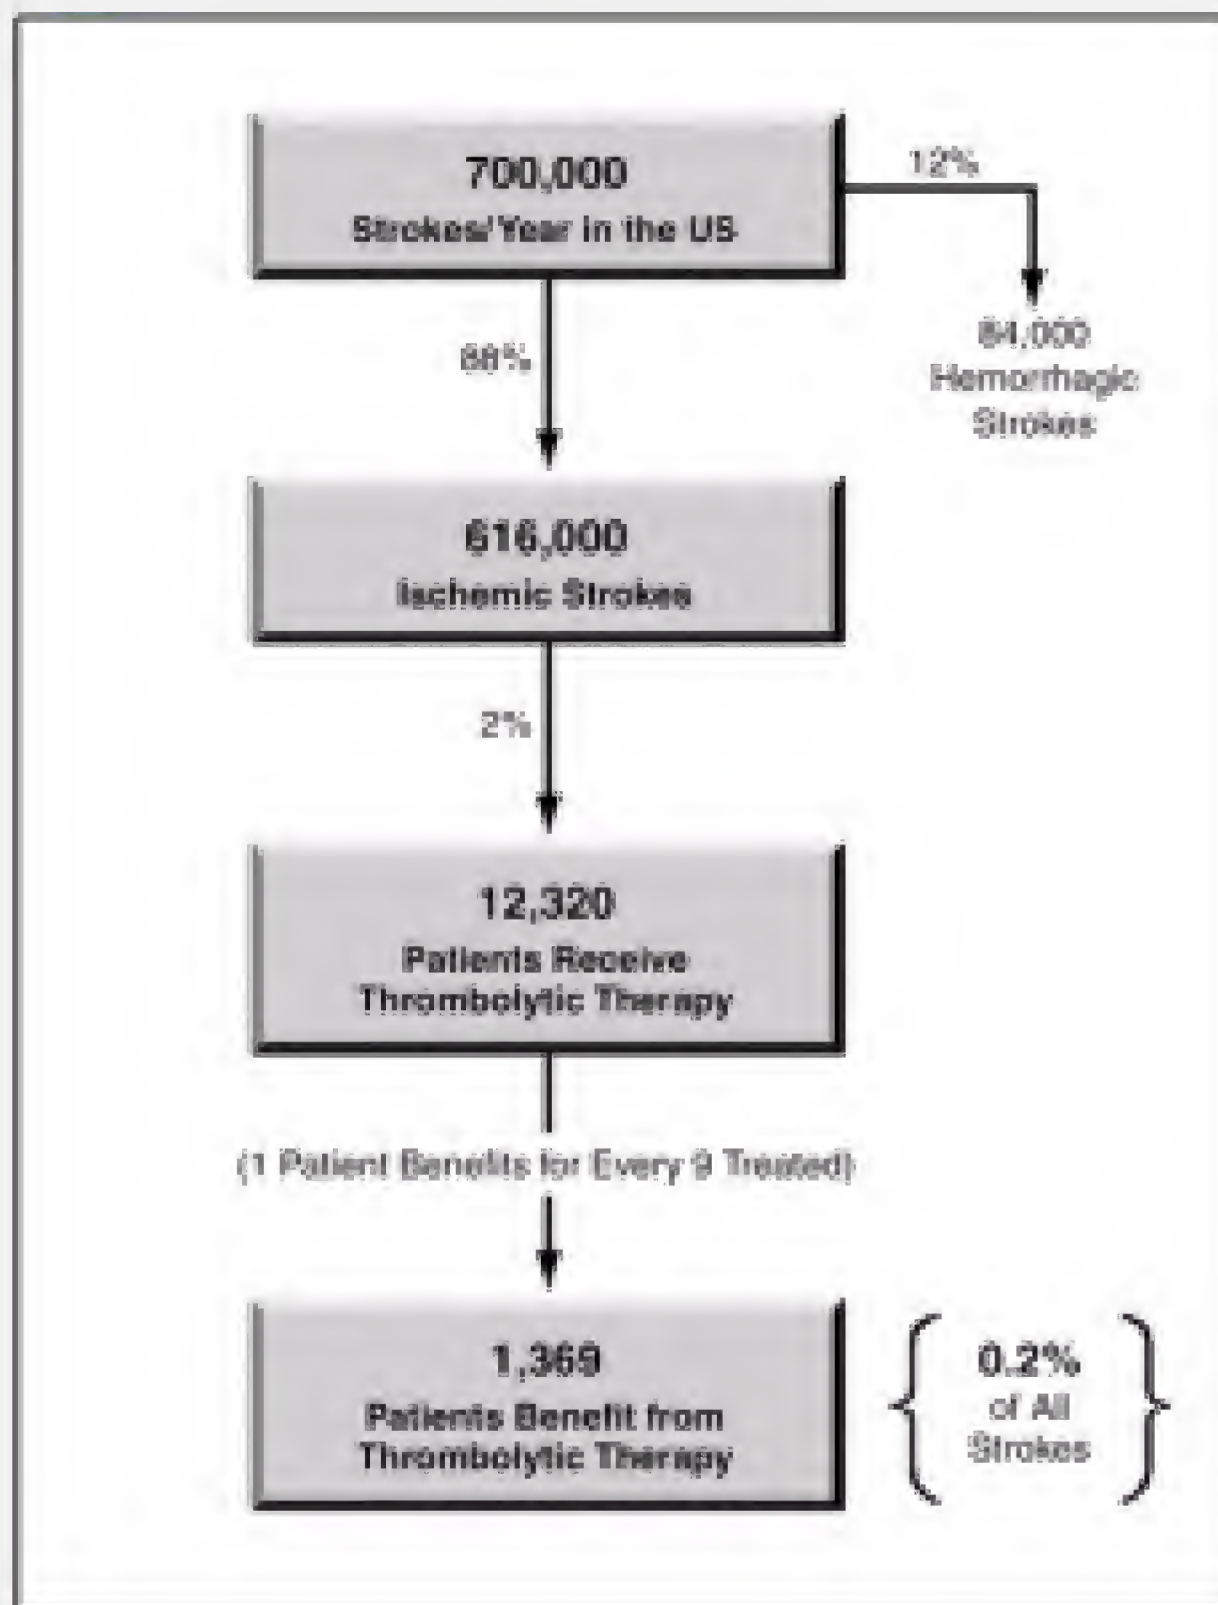 700,000
Strokes/Year in the US
12%
84,000
Hemorrhagic
Strokes
88%
616,000
Ischemic Strokes
2%
12,320
Patients Receive
Thrombolytic Therapy
(1 Patient Benefits for Every 9 Treated)
1,369
Patients Benefit from
Thrombolytic Therapy
0.2%
of All
Strokes